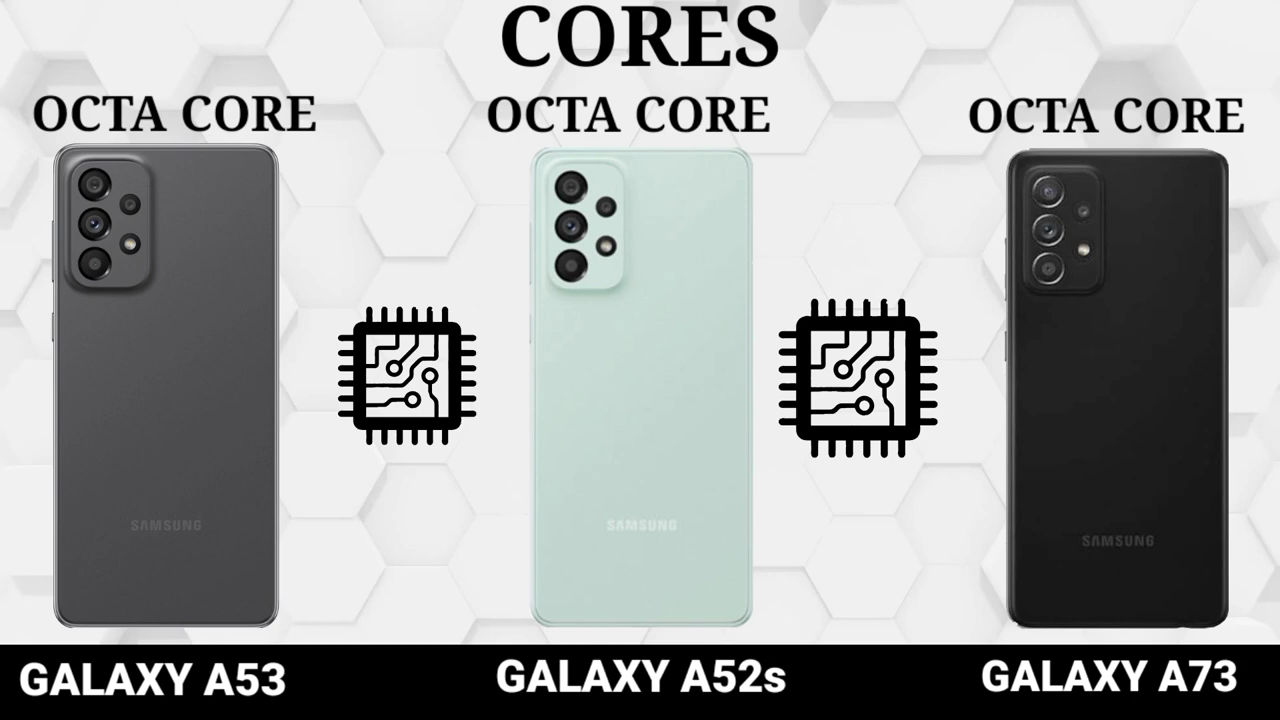 CORES
OCTA CORE
OCTA CORE
OCTA CORE
SAMSUNG
SAMSUNG
SAMSUNG
GALAXY A53
GALAXY A52s
GALAXY A73